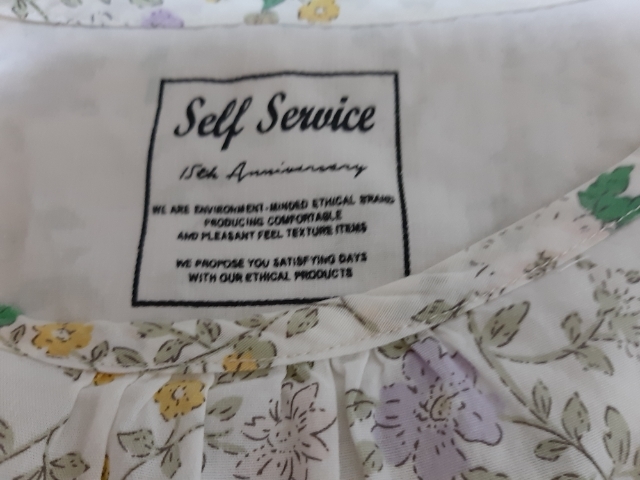 Self Service
15th Anniversary
WE ARE ENVIRONMENT-MINDED ETHICAL BRAND
PRODUCING COMFORTABLE
AND PLEASANT FEEL TEXTURE ITEMS
WE PROPOSE YOU SATISFYING DAYS
WITH OUR ETHICAL PRODUCTS